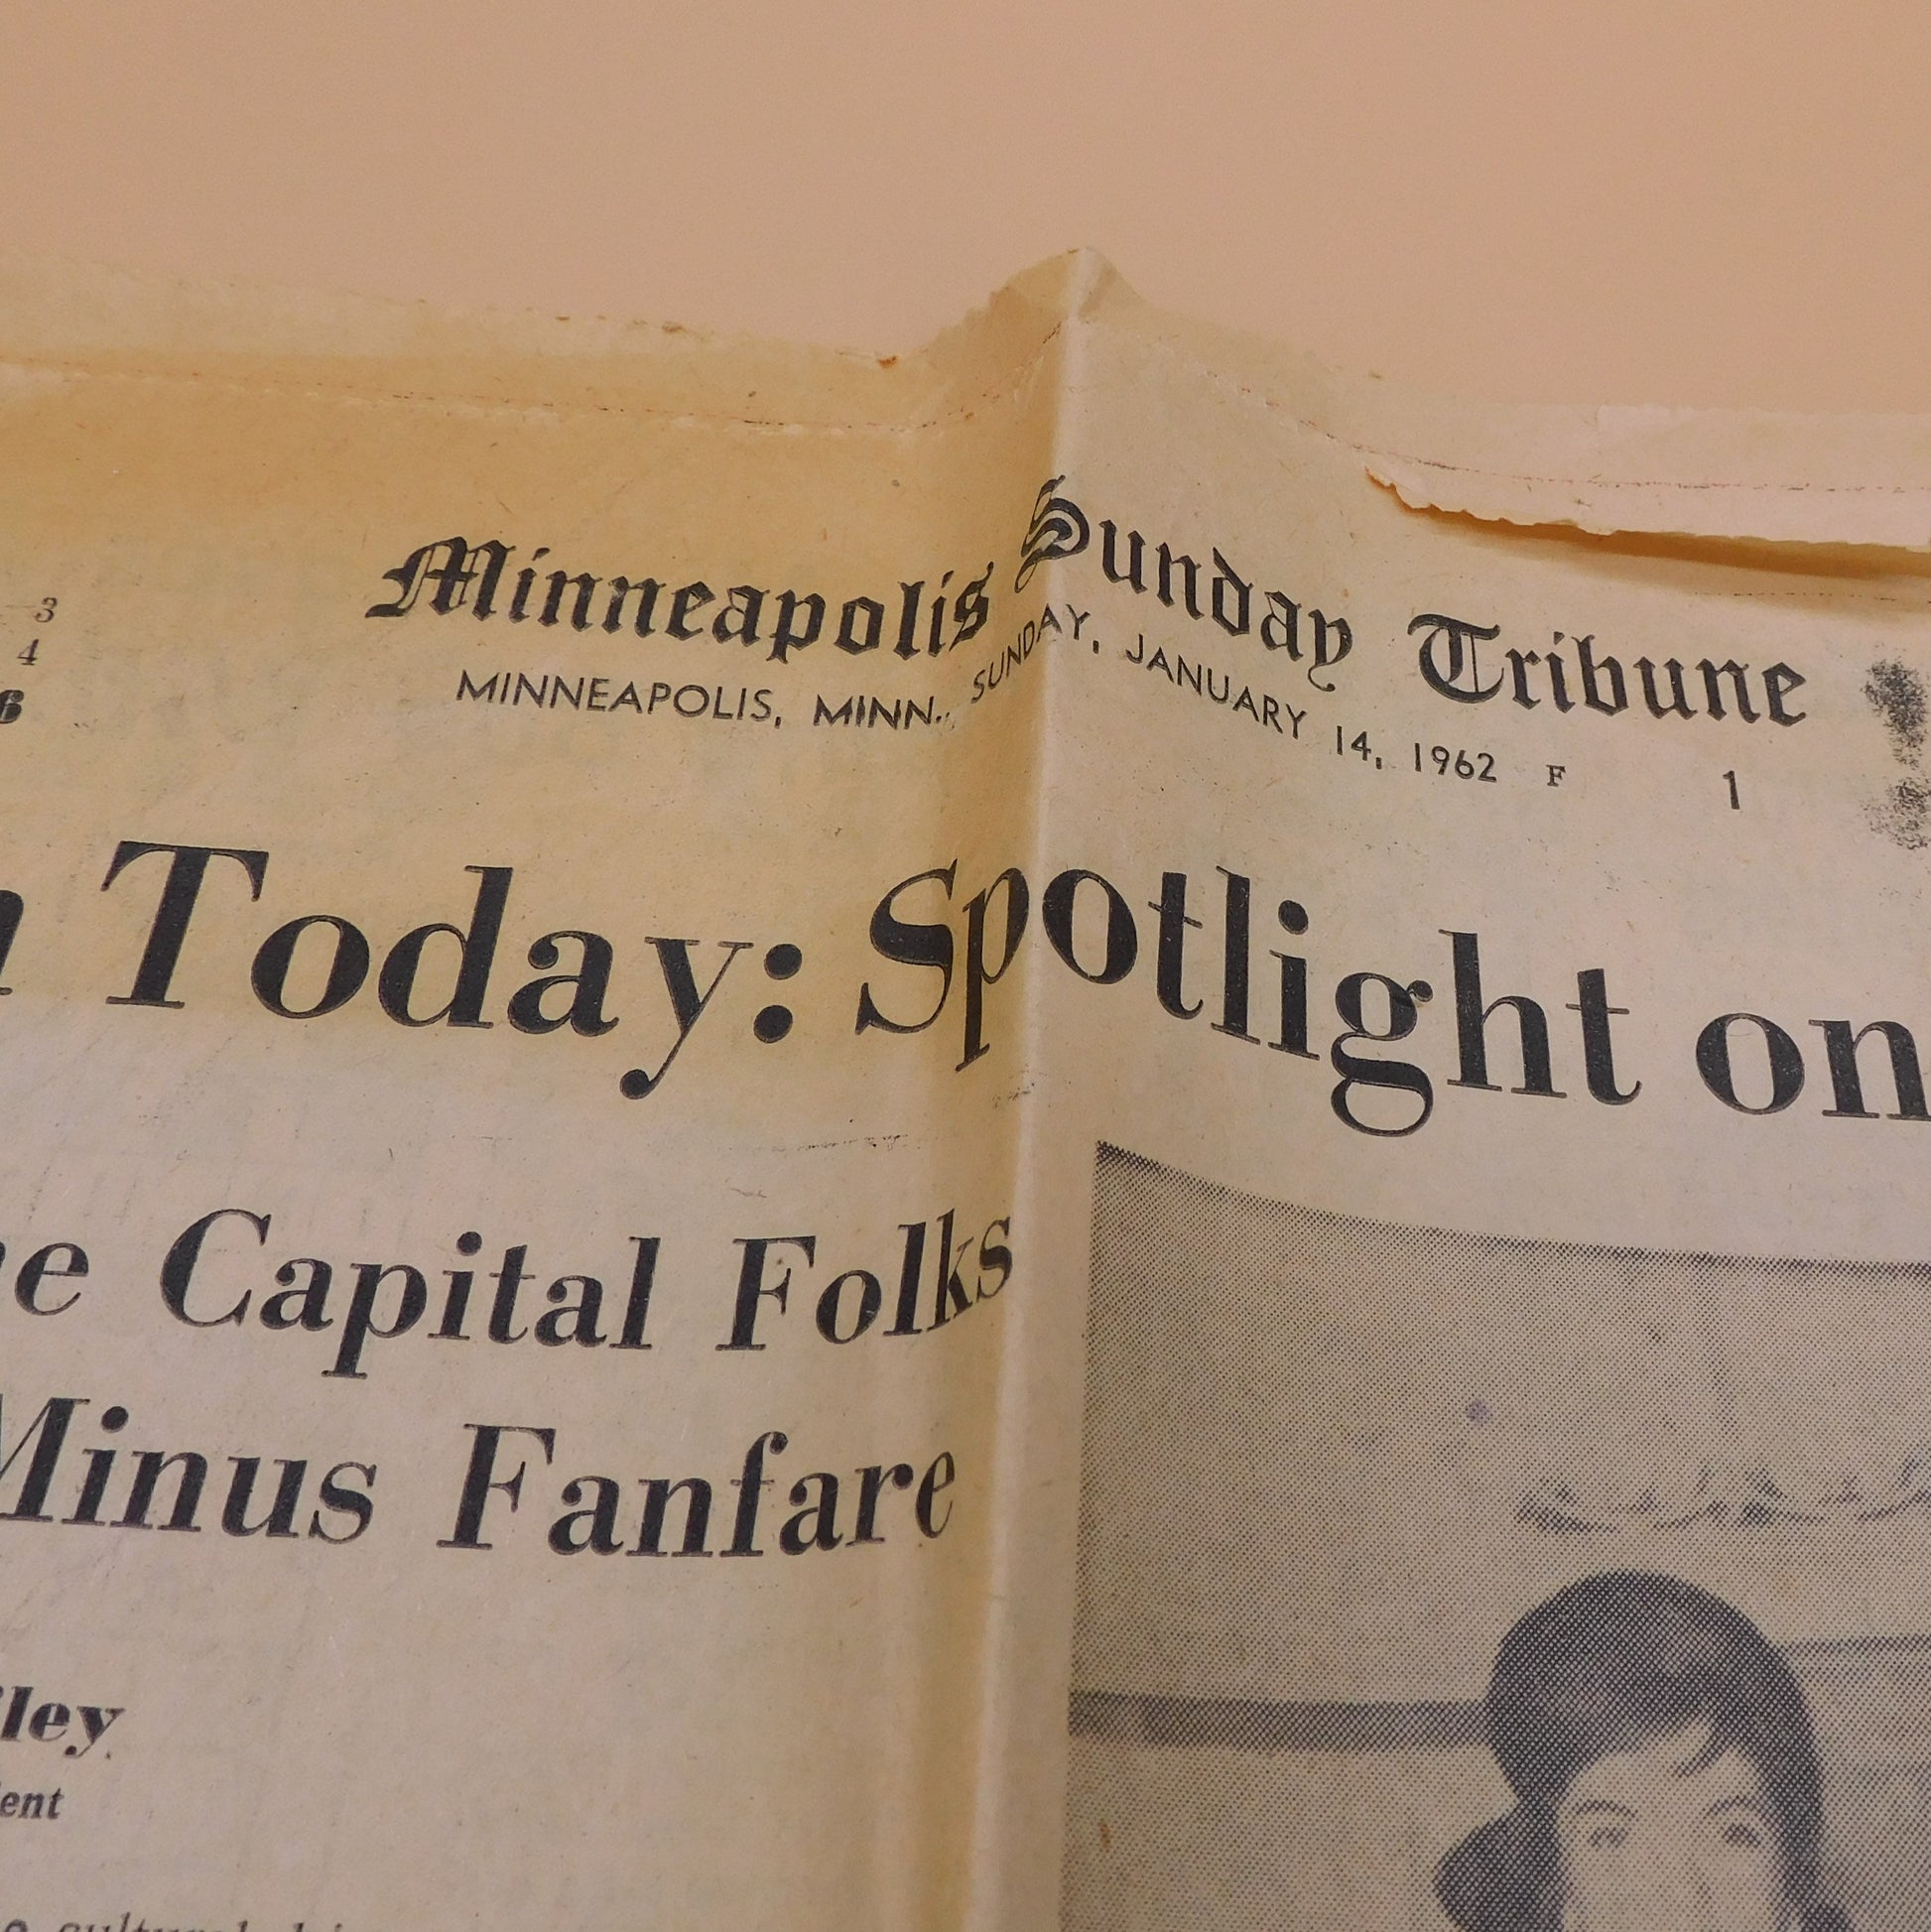 3
4
6
Minneapolis Sunday Tribune
MINNEAPOLIS, MINN., SUNDAY, JANUARY 14, 1962 F 1
Today: Spotlight on
e Capital Folks
Minus Fanfare
ley
ent
cultural